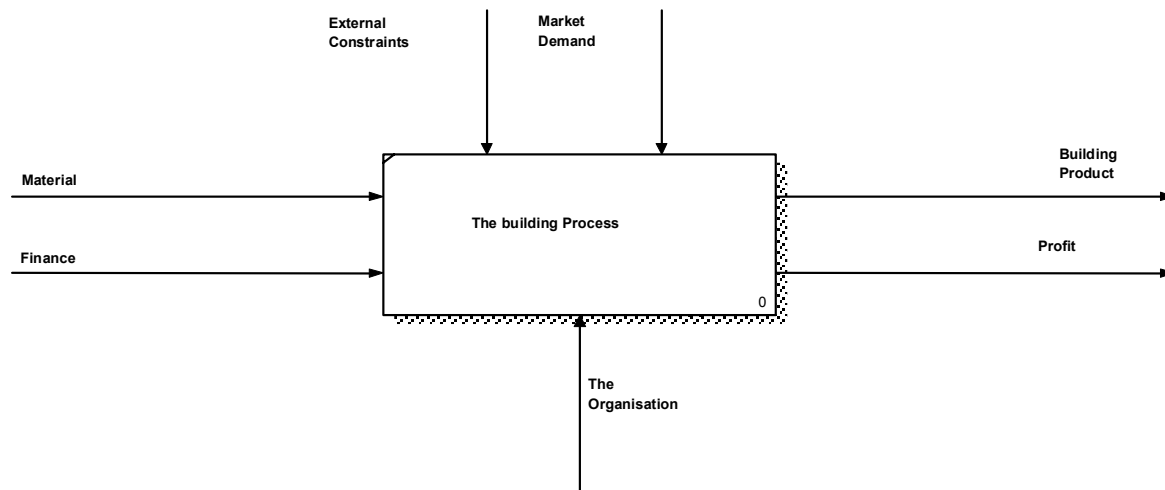 External
Constraints
Market
Demand
Material
Finance
The building Process
0
Building
Product
Profit
The
Organisation